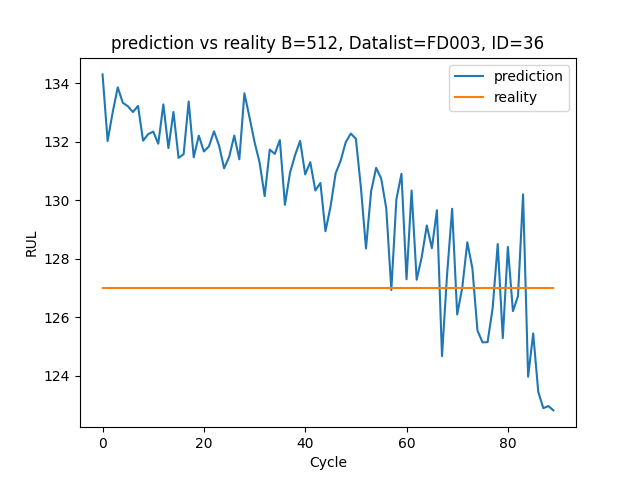 prediction vs reality B=512, Datalist=FD003, ID=36
prediction
reality
RUL
134
132
130
128
126
124
0
20
40
60
80
Cycle